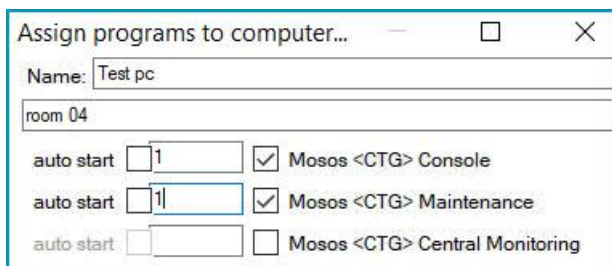 Assign programs to computer...
Name: Test pc
room 04
auto start 1 Mosos <CTG> Console
auto start 1 Mosos <CTG> Maintenance
auto start Mosos <CTG> Central Monitoring